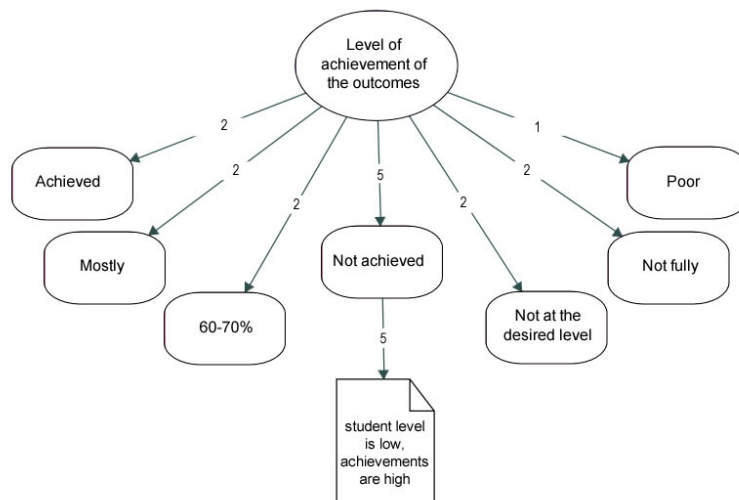 Level of
achievement of
the outcomes
2
2
2
5
2
2
1
Achieved
Mostly
60-70%
Not achieved
Not at the
desired level
Not fully
Poor
5
student level
is low,
achievements
are high